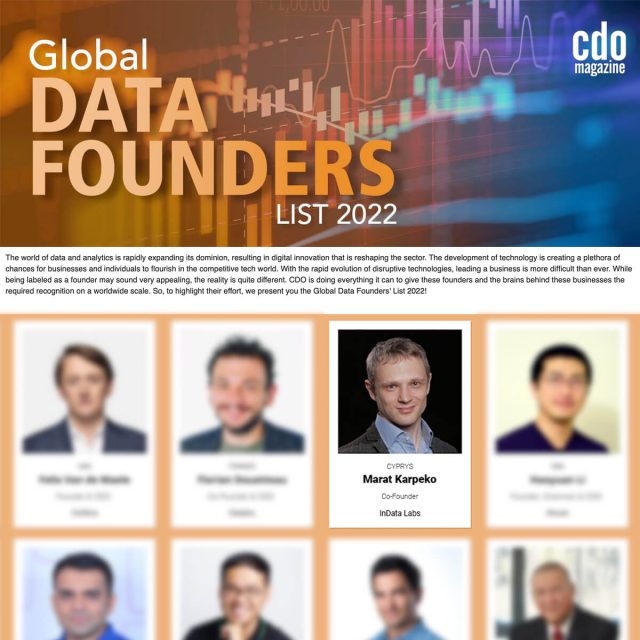 Global
DATA
FOUNDERS
LIST 2022
cdo
magazine
The world of data and analytics is rapidly expanding its dominion, resulting in digital innovation that is reshaping the sector. The development of technology is creating a plethora of
chances for businesses and individuals to flourish in the competitive tech world. With the rapid evolution of disruptive technologies, leading a business is more difficult than ever. While
being labeled as a founder may sound very appealing, the reality is quite different. CDO is doing everything it can to give these founders and the brains behind these businesses the
required recognition on a worldwide scale. So, to highlight their effort, we present you the Global Data Founders' List 2022!
CYPRYS
Marat Karpeko
Co-Founder
InData Labs